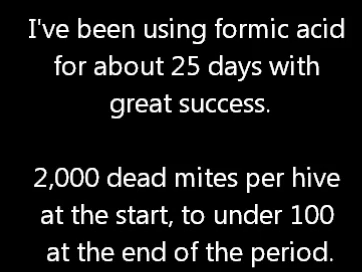 I've been using formic acid
for about 25 days with
great success.
2,000 dead mites per hive
at the start, to under 100
at the end of the period.